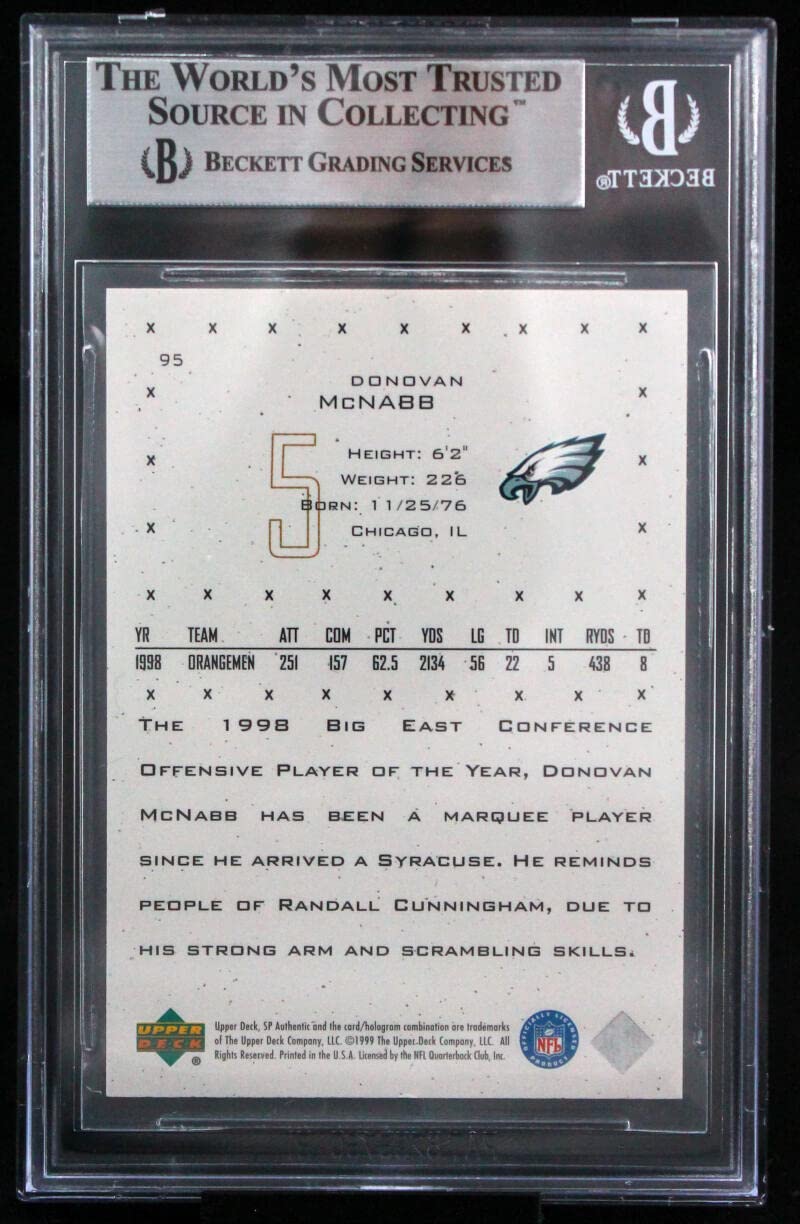 THE WORLD'S MOST TRUSTED
SOURCE IN COLLECTING™
B BECKETT GRADING SERVICES
B
BECKETT®
X X X X X X X X X
95
DONOVAN
X X
MCNABB
5
HEIGHT: 6'2"
X X
WEIGHT: 226
BORN: 11/25/76
X CHICAGO, IL X
X X X X X X X X X
YR TEAM ATT COM PCT YDS LG TD INT RYDS TD
1998 ORANGEMEN 251 157 62.5 2134 56 22 5 438 8
X X X X X X X X X
THE 1998 BIG EAST CONFERENCE
OFFENSIVE PLAYER OF THE YEAR, DONOVAN
MCNABB HAS BEEN A MARQUEE PLAYER
SINCE HE ARRIVED A SYRACUSE. HE REMINDS
PEOPLE OF RANDALL CUNNINGHAM, DUE TO
HIS STRONG ARM AND SCRAMBLING SKILLS.
UPPER
DECK®
Upper Deck, SP Authentic and the card/hologram combination are trademarks
of The Upper Deck Company, LLC. ©1999 The Upper Deck Company, LLC. All
Rights Reserved. Printed in the U.S.A. Licensed by the NFL Quarterback Club, Inc.
OFFICIALLY LICENSED
NFL
PRODUCT